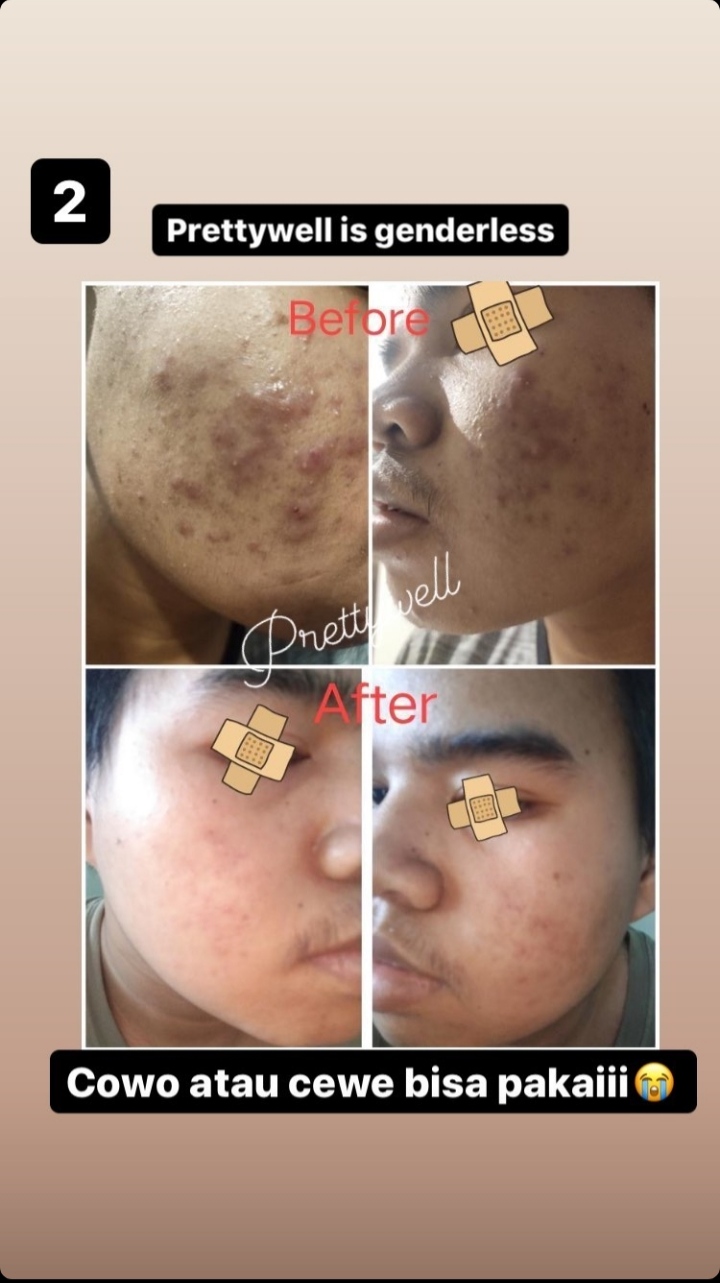 2
Prettywell is genderless
Before
Prettywell
After
Cowo atau cewe bisa pakaiii😭